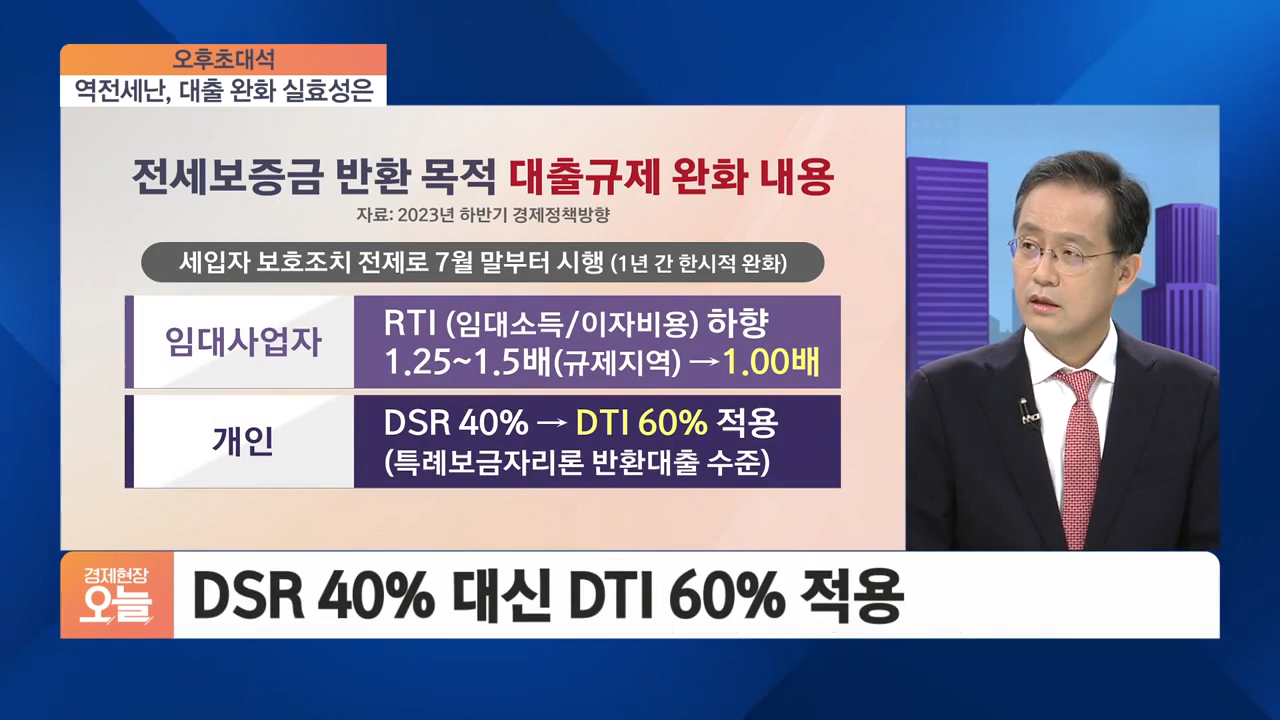 오후초대석
역전세난, 대출 완화 실효성은
전세보증금 반환 목적 대출규제 완화 내용
자료: 2023년 하반기 경제정책방향
세입자 보호조치 전제로 7월 말부터 시행 (1년 간 한시적 완화)
임대사업자
RTI (임대소득/이자비용) 하향
1.25~1.5배(규제지역) →1.00배
개인
DSR 40% → DTI 60% 적용
(특례보금자리론 반환대출 수준)
경제현장
오늘
DSR 40% 대신 DTI 60% 적용